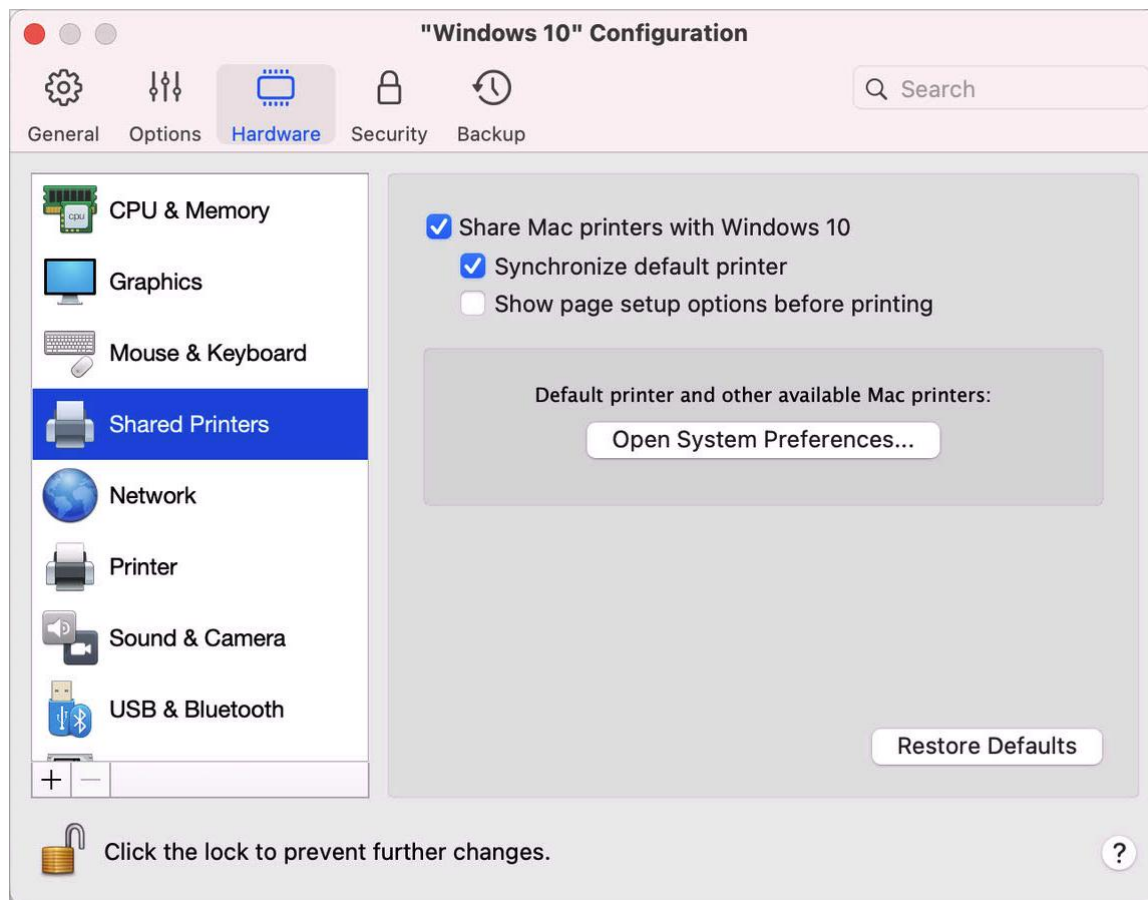 "Windows 10" Configuration
General Options Hardware Security Backup
Search
CPU & Memory
Graphics
Mouse & Keyboard
Shared Printers
Network
Printer
Sound & Camera
USB & Bluetooth
Share Mac printers with Windows 10
Synchronize default printer
Show page setup options before printing
Default printer and other available Mac printers:
Open System Preferences...
Restore Defaults
Click the lock to prevent further changes.
?